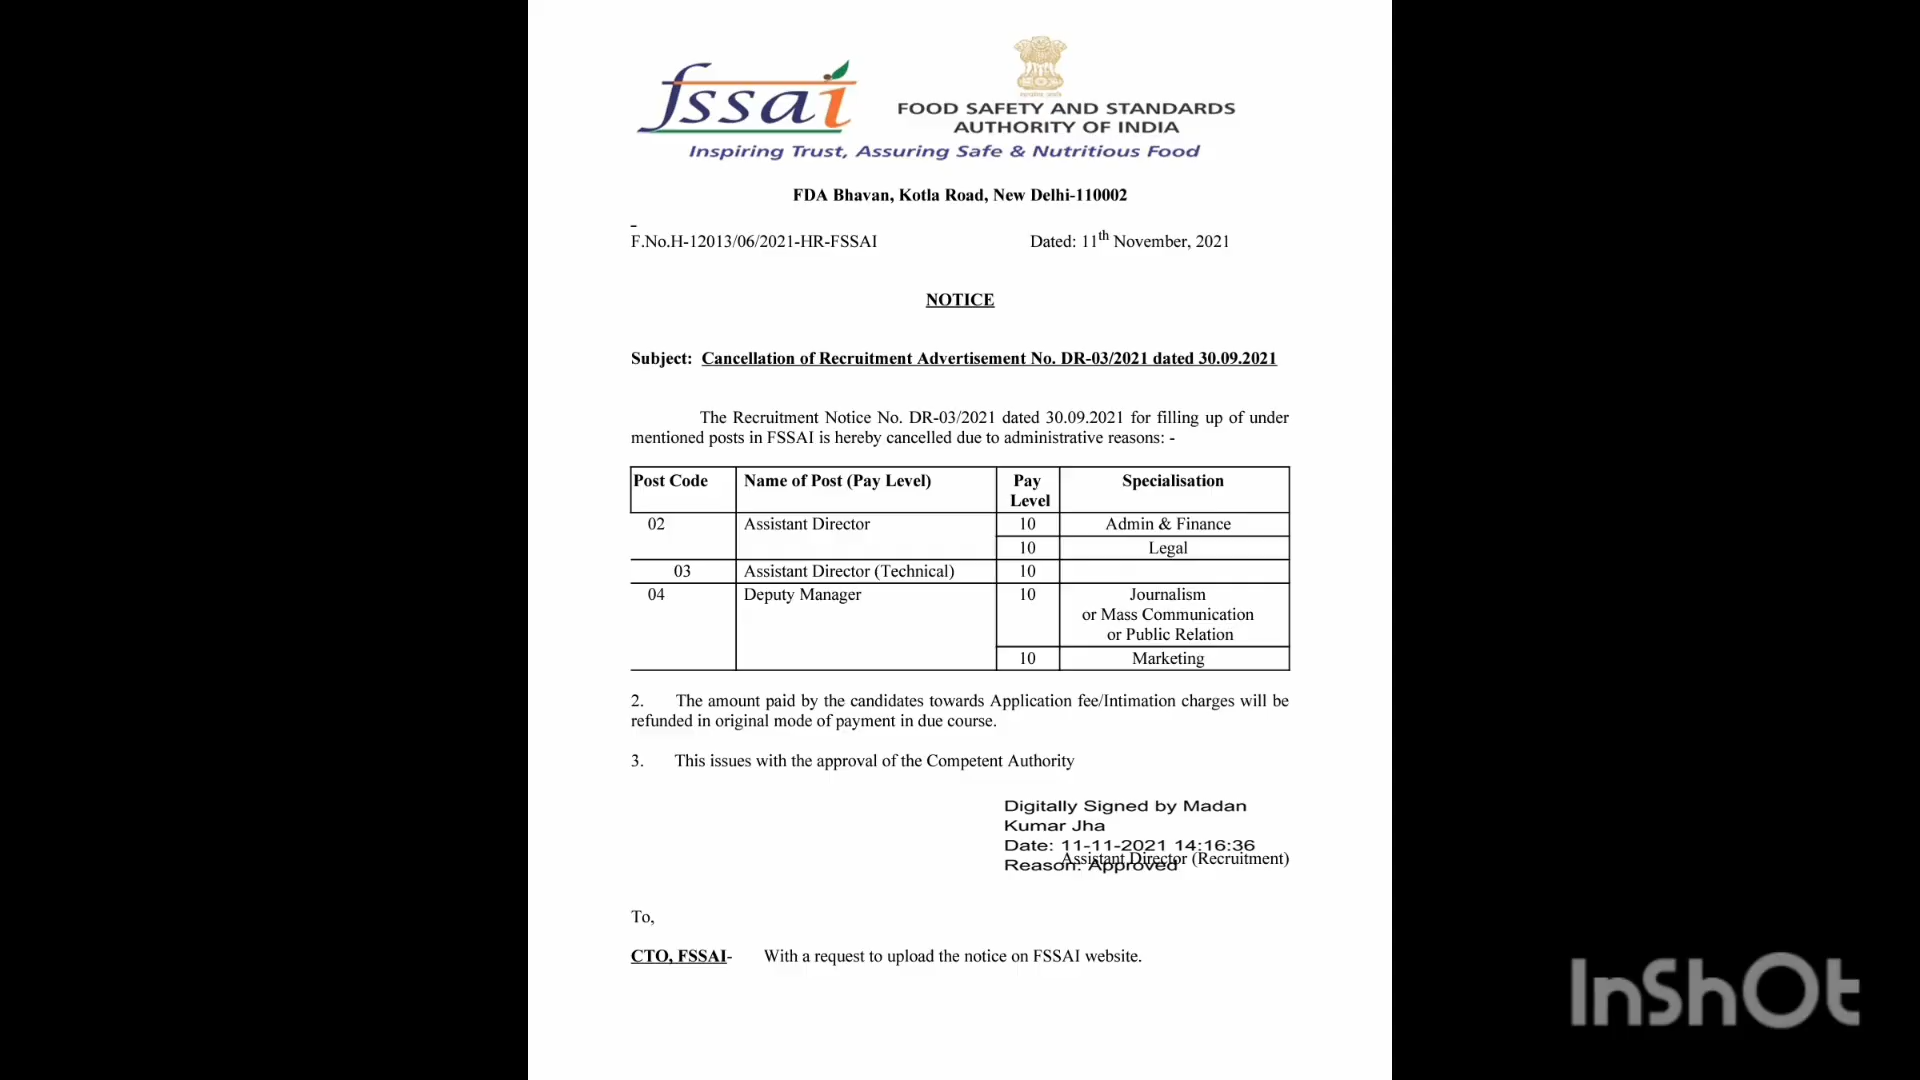 fssai
FOOD SAFETY AND STANDARDS
AUTHORITY OF INDIA
Inspiring Trust, Assuring Safe & Nutritious Food
FDA Bhavan, Kotla Road, New Delhi-110002
F.No.H-12013/06/2021-HR-FSSAI Dated: 11th November, 2021
NOTICE
Subject: Cancellation of Recruitment Advertisement No. DR-03/2021 dated 30.09.2021
The Recruitment Notice No. DR-03/2021 dated 30.09.2021 for filling up of under
mentioned posts in FSSAI is hereby cancelled due to administrative reasons: -
Post Code Name of Post (Pay Level) Pay Level Specialisation
02 Assistant Director 10 Admin & Finance
10 Legal
03 Assistant Director (Technical) 10
04 Deputy Manager 10 Journalism
or Mass Communication
or Public Relation
10 Marketing
2. The amount paid by the candidates towards Application fee/Intimation charges will be
refunded in original mode of payment in due course.
3. This issues with the approval of the Competent Authority
Digitally Signed by Madan
Kumar Jha
Date: 11-11-2021 14:16:36
Assistant Director (Recruitment)
Reason: Approved
To,
CTO, FSSAI- With a request to upload the notice on FSSAI website.
InShOt